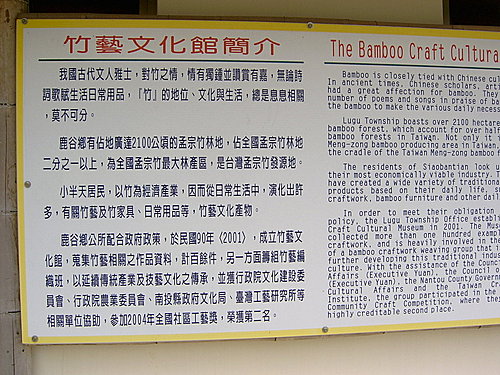 竹藝文化館簡介
我國古代文人雅士，對竹之情，情有獨鍾並讚賞有嘉，無論詩
詞歌賦生活日常用品，「竹」的地位、文化與生活，總是息息相關
，莫不可分。
鹿谷鄉有佔地廣達2100公頃的孟宗竹林地，佔全國孟宗竹林地
二分之一以上，為全國孟宗竹最大林產區，是台灣孟宗竹發源地。
小半天居民，以竹為經濟產業，因而從日常生活中，演化出許
多，有關竹藝及竹家具、日常用品等，竹藝文化產物。
鹿谷鄉公所配合政府政策，於民國90年〈2001〉，成立竹藝文
化館，蒐集竹藝相關之作品資料，計百餘件，另一方面籌組竹藝編
織班，以延續傳統產業及技藝文化之傳承，並獲行政院文化建設委
員會、行政院農業委員會、南投縣政府文化局、臺灣工藝研究所等
相關單位協助，參加2004年全國社區工藝獎，榮獲第二名。
The Bamboo Craft Cultura
Bamboo is closely tied with Chinese cul
In ancient times, Chinese scholars, arti
had a great affection for bamboo. They
number of poems and songs in praise of ba
the bamboo to make the various daily neces
Lugu Township boasts over 2100 hectare
bamboo forest, which account for over half
bamboo forests in Taiwan. Not only it i
Meng-zong bamboo producing area in Taiwan,
the cradle of the Taiwan Meng-zong bamboo f
The residents of Siaobantian look u
their most economically viable industry. T
have created a wide variety of traditiona
products based on their daily life, s
craftwork, bamboo furniture and other dail
In order to meet their obligation
policy, the Lugu Township Office establi
Craft Cultural Museum in 2001. The Muse
collected more than one hundred examp
craftwork, and is heavily involved in the
of a bamboo craftwork weaving group that i
further developing this traditional indust
culture. With the assistance of the Counci
Affairs (Executive Yuan), the Council o
(Executive Yuan), the Nantou County Govern
Cultural Affairs and the Taiwan Cra
Institute, the group participated in the
Community Craft Competition, where the
highly creditable second place.